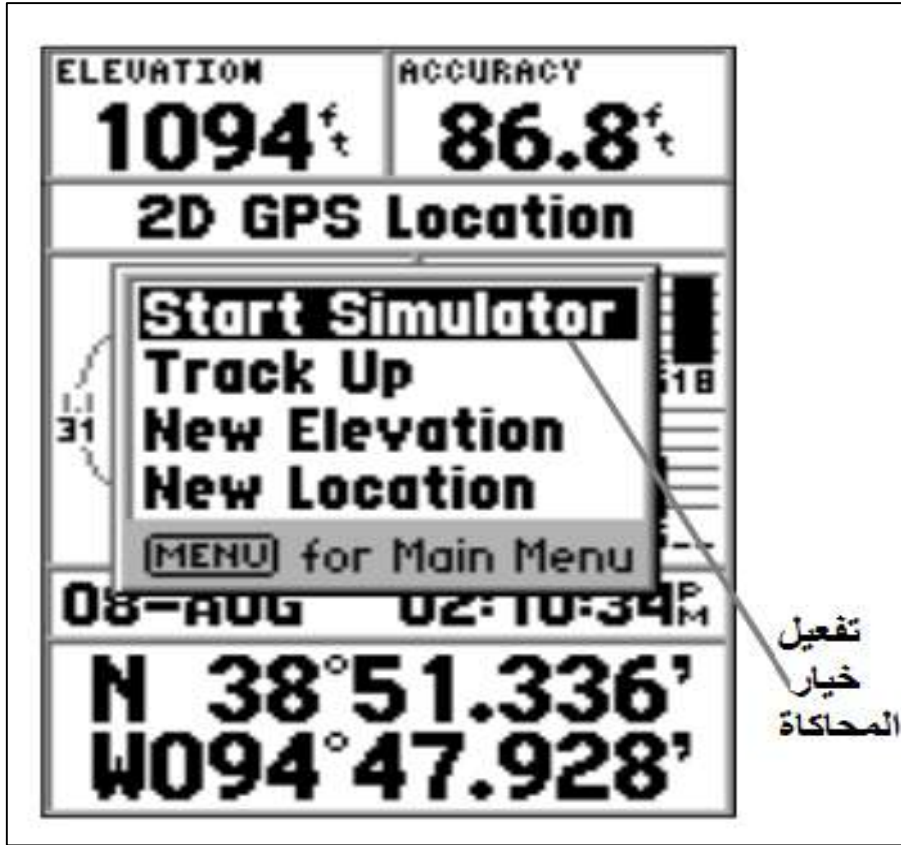 ELEVATION ACCURACY
1094ft 86.8ft
2D GPS Location
Start Simulator
Track Up
New Elevation
New Location
MENU for Main Menu
31
08-AUG 02:10:34PM
N 38°51.336'
W094°47.928'
تفعيل
خيار
المحاكاة